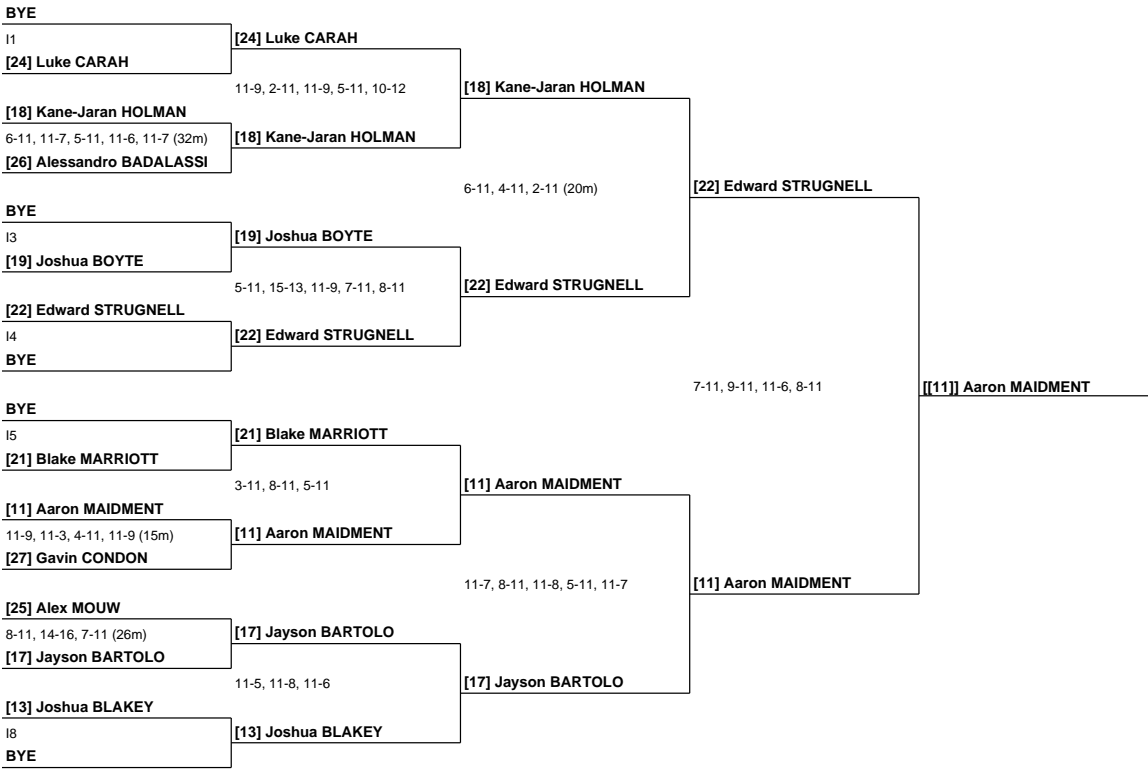 BYE
I1
[24] Luke CARAH
[18] Kane-Jaran HOLMAN
6-11, 11-7, 5-11, 11-6, 11-7 (32m)
[26] Alessandro BADALASSI
BYE
I3
[19] Joshua BOYTE
[22] Edward STRUGNELL
I4
BYE
BYE
I5
[21] Blake MARRIOTT
[11] Aaron MAIDMENT
11-9, 11-3, 4-11, 11-9 (15m)
[27] Gavin CONDON
[25] Alex MOUW
8-11, 14-16, 7-11 (26m)
[17] Jayson BARTOLO
[13] Joshua BLAKEY
I8
BYE
[24] Luke CARAH
11-9, 2-11, 11-9, 5-11, 10-12
[18] Kane-Jaran HOLMAN
[19] Joshua BOYTE
5-11, 15-13, 11-9, 7-11, 8-11
[22] Edward STRUGNELL
[21] Blake MARRIOTT
3-11, 8-11, 5-11
[11] Aaron MAIDMENT
[17] Jayson BARTOLO
11-5, 11-8, 11-6
[13] Joshua BLAKEY
[18] Kane-Jaran HOLMAN
6-11, 4-11, 2-11 (20m)
[22] Edward STRUGNELL
[11] Aaron MAIDMENT
11-7, 8-11, 11-8, 5-11, 11-7
[17] Jayson BARTOLO
[22] Edward STRUGNELL
7-11, 9-11, 11-6, 8-11
[11] Aaron MAIDMENT
[[11]] Aaron MAIDMENT